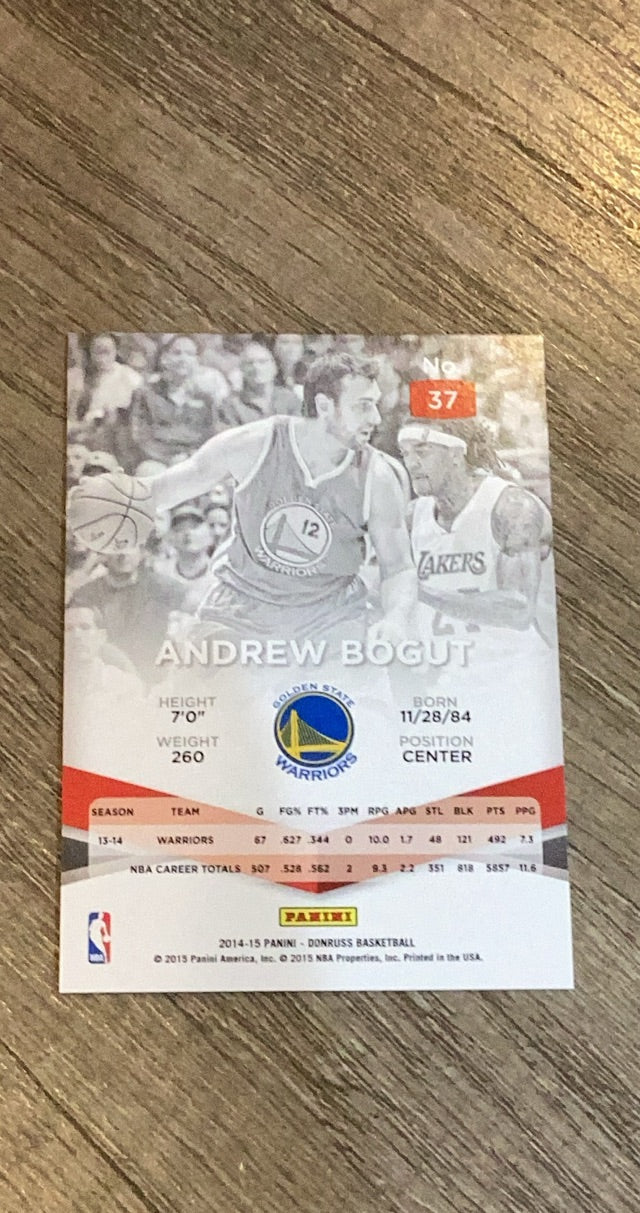 No.
37
GOLDEN STATE
12
WARRIORS
LAKERS
ANDREW BOGUT
HEIGHT
7'0"
WEIGHT
260
GOLDEN STATE
WARRIORS
BORN
11/28/84
POSITION
CENTER
SEASON TEAM G FG% FT% 3PM RPG APG STL BLK PTS PPG
13-14 WARRIORS 67 .627 .344 0 10.0 1.7 48 121 492 7.3
NBA CAREER TOTALS 507 .528 .562 2 9.3 2.2 351 818 5857 11.6
PANINI
NBA
2014-15 PANINI - DONRUSS BASKETBALL
© 2015 Panini America, Inc. © 2015 NBA Properties, Inc. Printed in the USA.